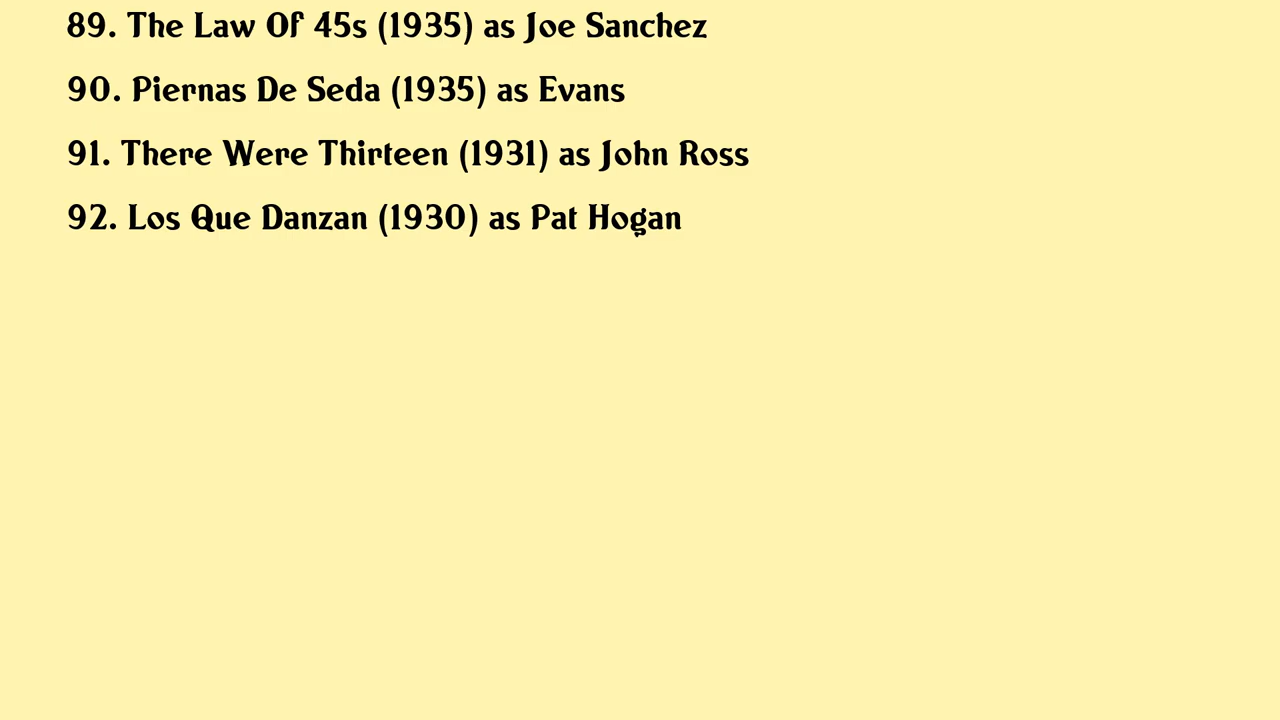 89. The Law Of 45s (1935) as Joe Sanchez
90. Piernas De Seda (1935) as Evans
91. There Were Thirteen (1931) as John Ross
92. Los Que Danzan (1930) as Pat Hogan